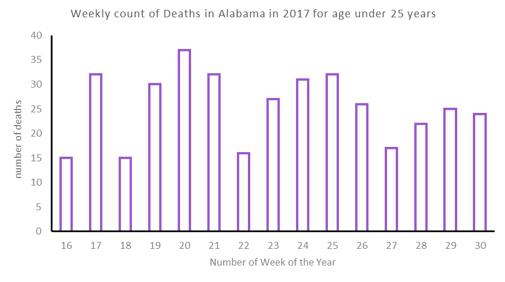 Weekly count of Deaths in Alabama in 2017 for age under 25 years
number of deaths
40
35
30
25
20
15
10
5
0
16 17 18 19 20 21 22 23 24 25 26 27 28 29 30
Number of Week of the Year